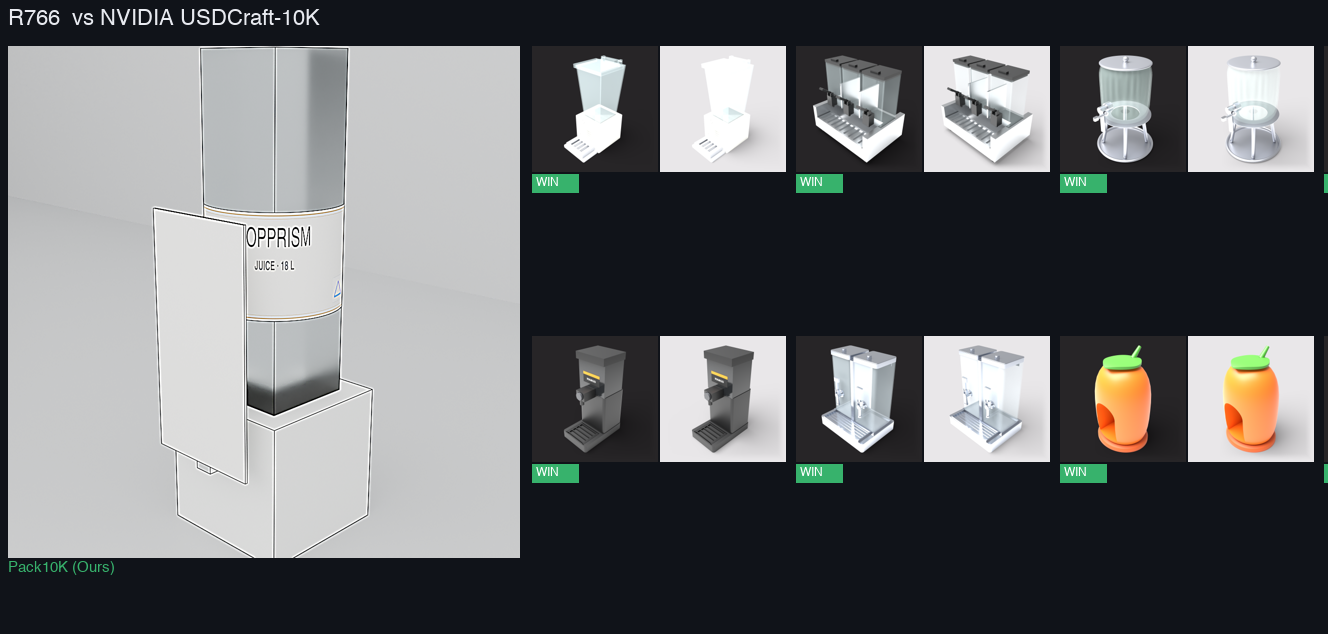 R766 vs NVIDIA USDCraft-10K
OPPRISM
JUICE · 18 L
WIN
WIN
WIN
WIN
WIN
WIN
Pack10K (Ours)